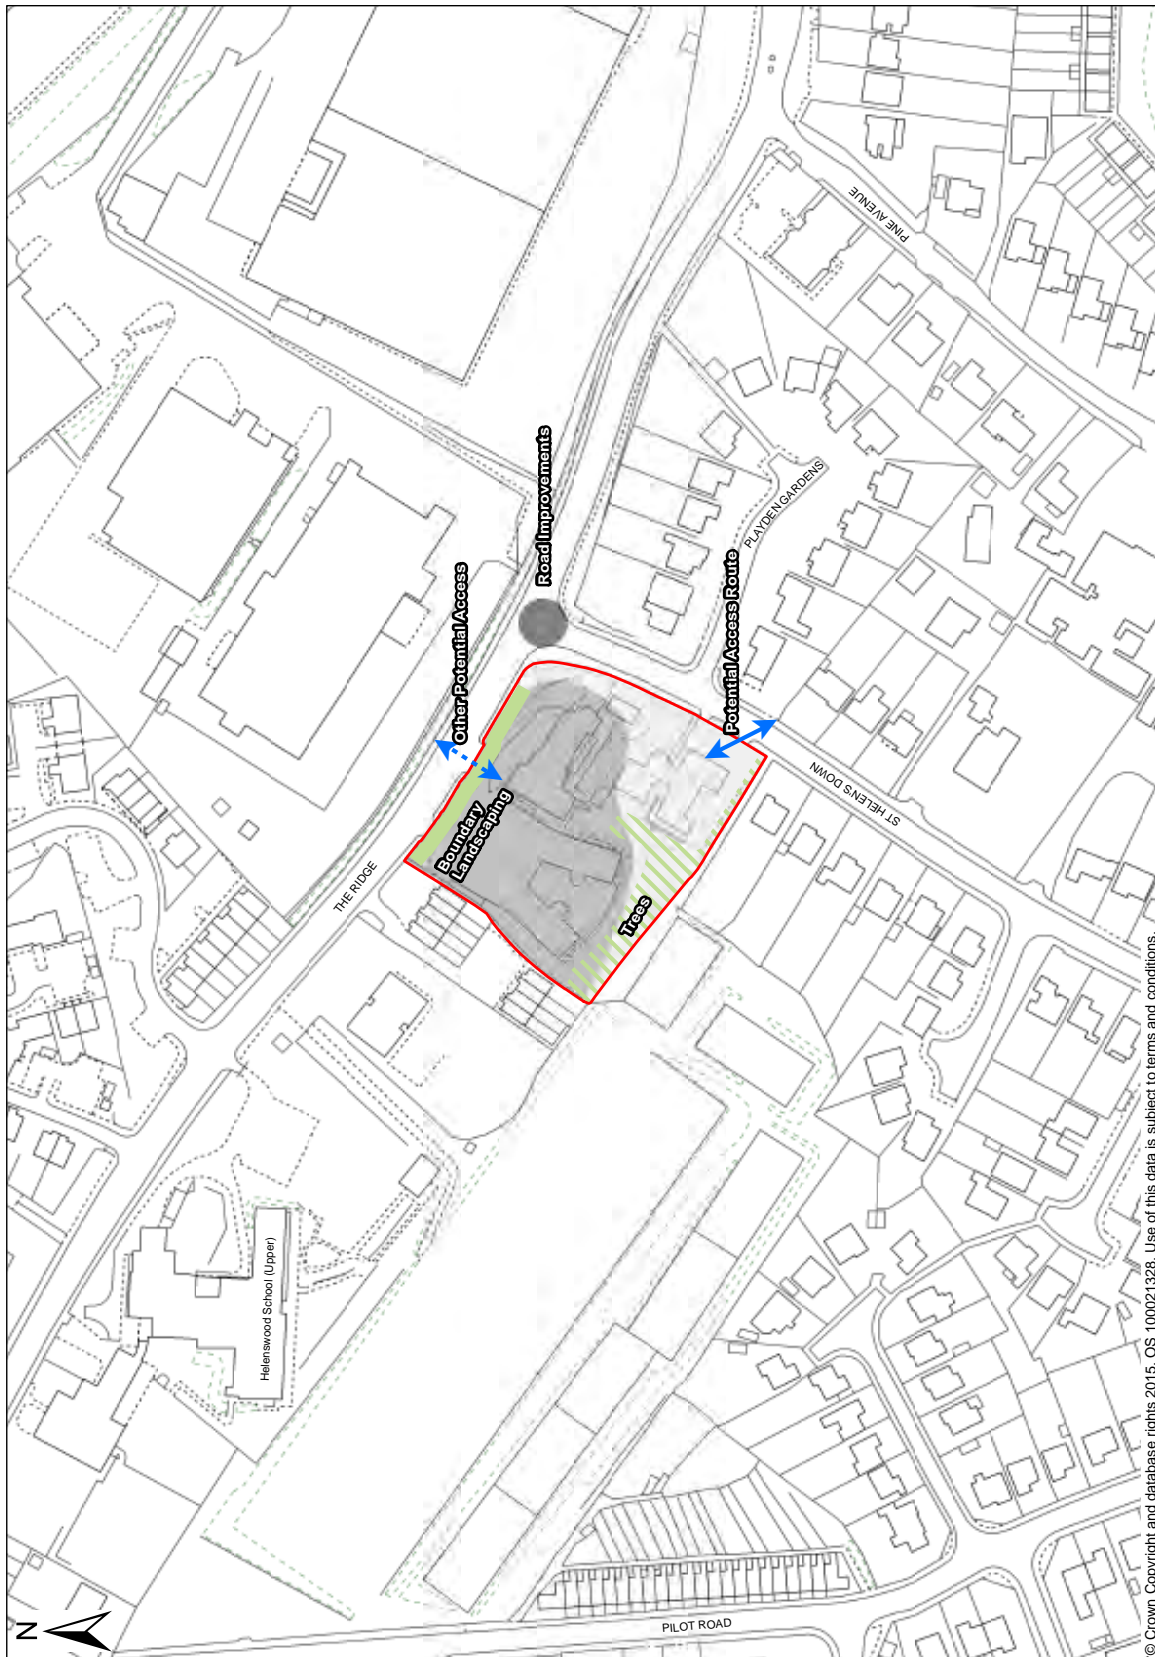 N
Helenswood School (Upper)
THE RIDGE
Other Potential Access
Road Improvements
Boundary
Landscaping
Trees
Potential Access Route
PLAYDEN GARDENS
PINE AVENUE
ST HELEN'S DOWN
PILOT ROAD
© Crown Copyright and database rights 2015. OS 100021328. Use of this data is subject to terms and conditions.